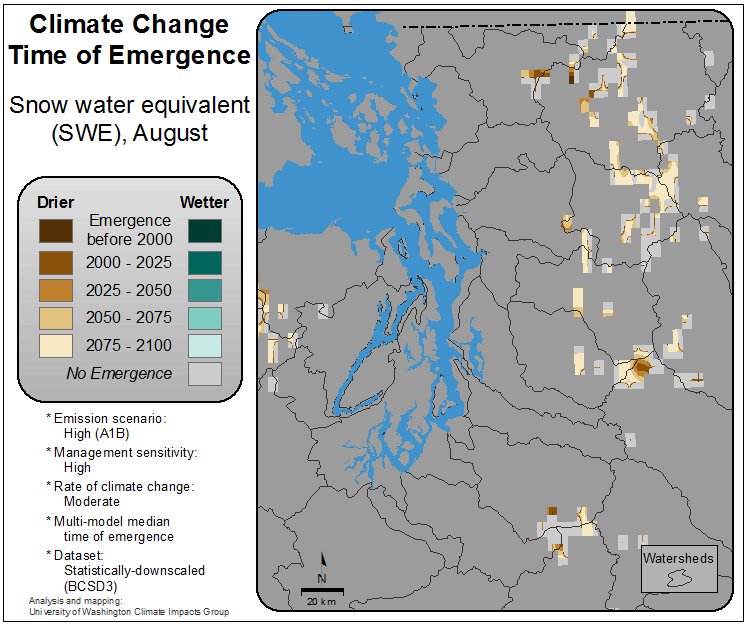 Climate Change
Time of Emergence
Snow water equivalent
(SWE), August
Drier
Wetter
Emergence
before 2000
2000 - 2025
2025 - 2050
2050 - 2075
2075 - 2100
No Emergence
* Emission scenario:
High (A1B)
* Management sensitivity:
High
* Rate of climate change:
Moderate
* Multi-model median
time of emergence
* Dataset:
Statistically-downscaled
(BCSD3)
Analysis and mapping:
University of Washington Climate Impacts Group
N
20 km
Watersheds